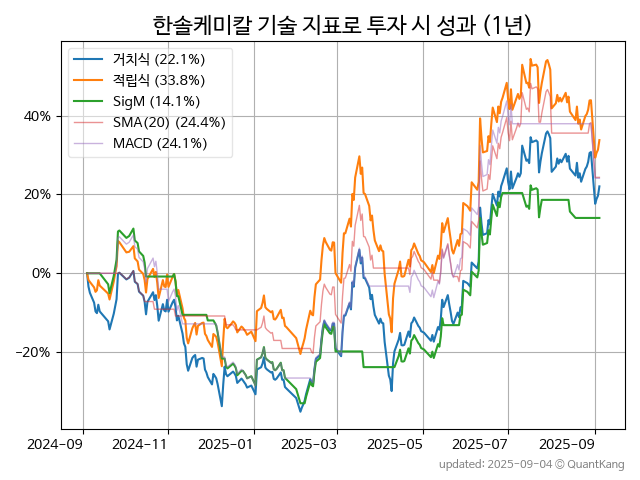 한솔케미칼 기술 지표로 투자 시 성과 (1년)
거치식 (22.1%)
적립식 (33.8%)
SigM (14.1%)
SMA(20) (24.4%)
MACD (24.1%)
40%
20%
0%
−20%
2024-09 2024-11 2025-01 2025-03 2025-05 2025-07 2025-09
updated: 2025-09-04 © QuantKang